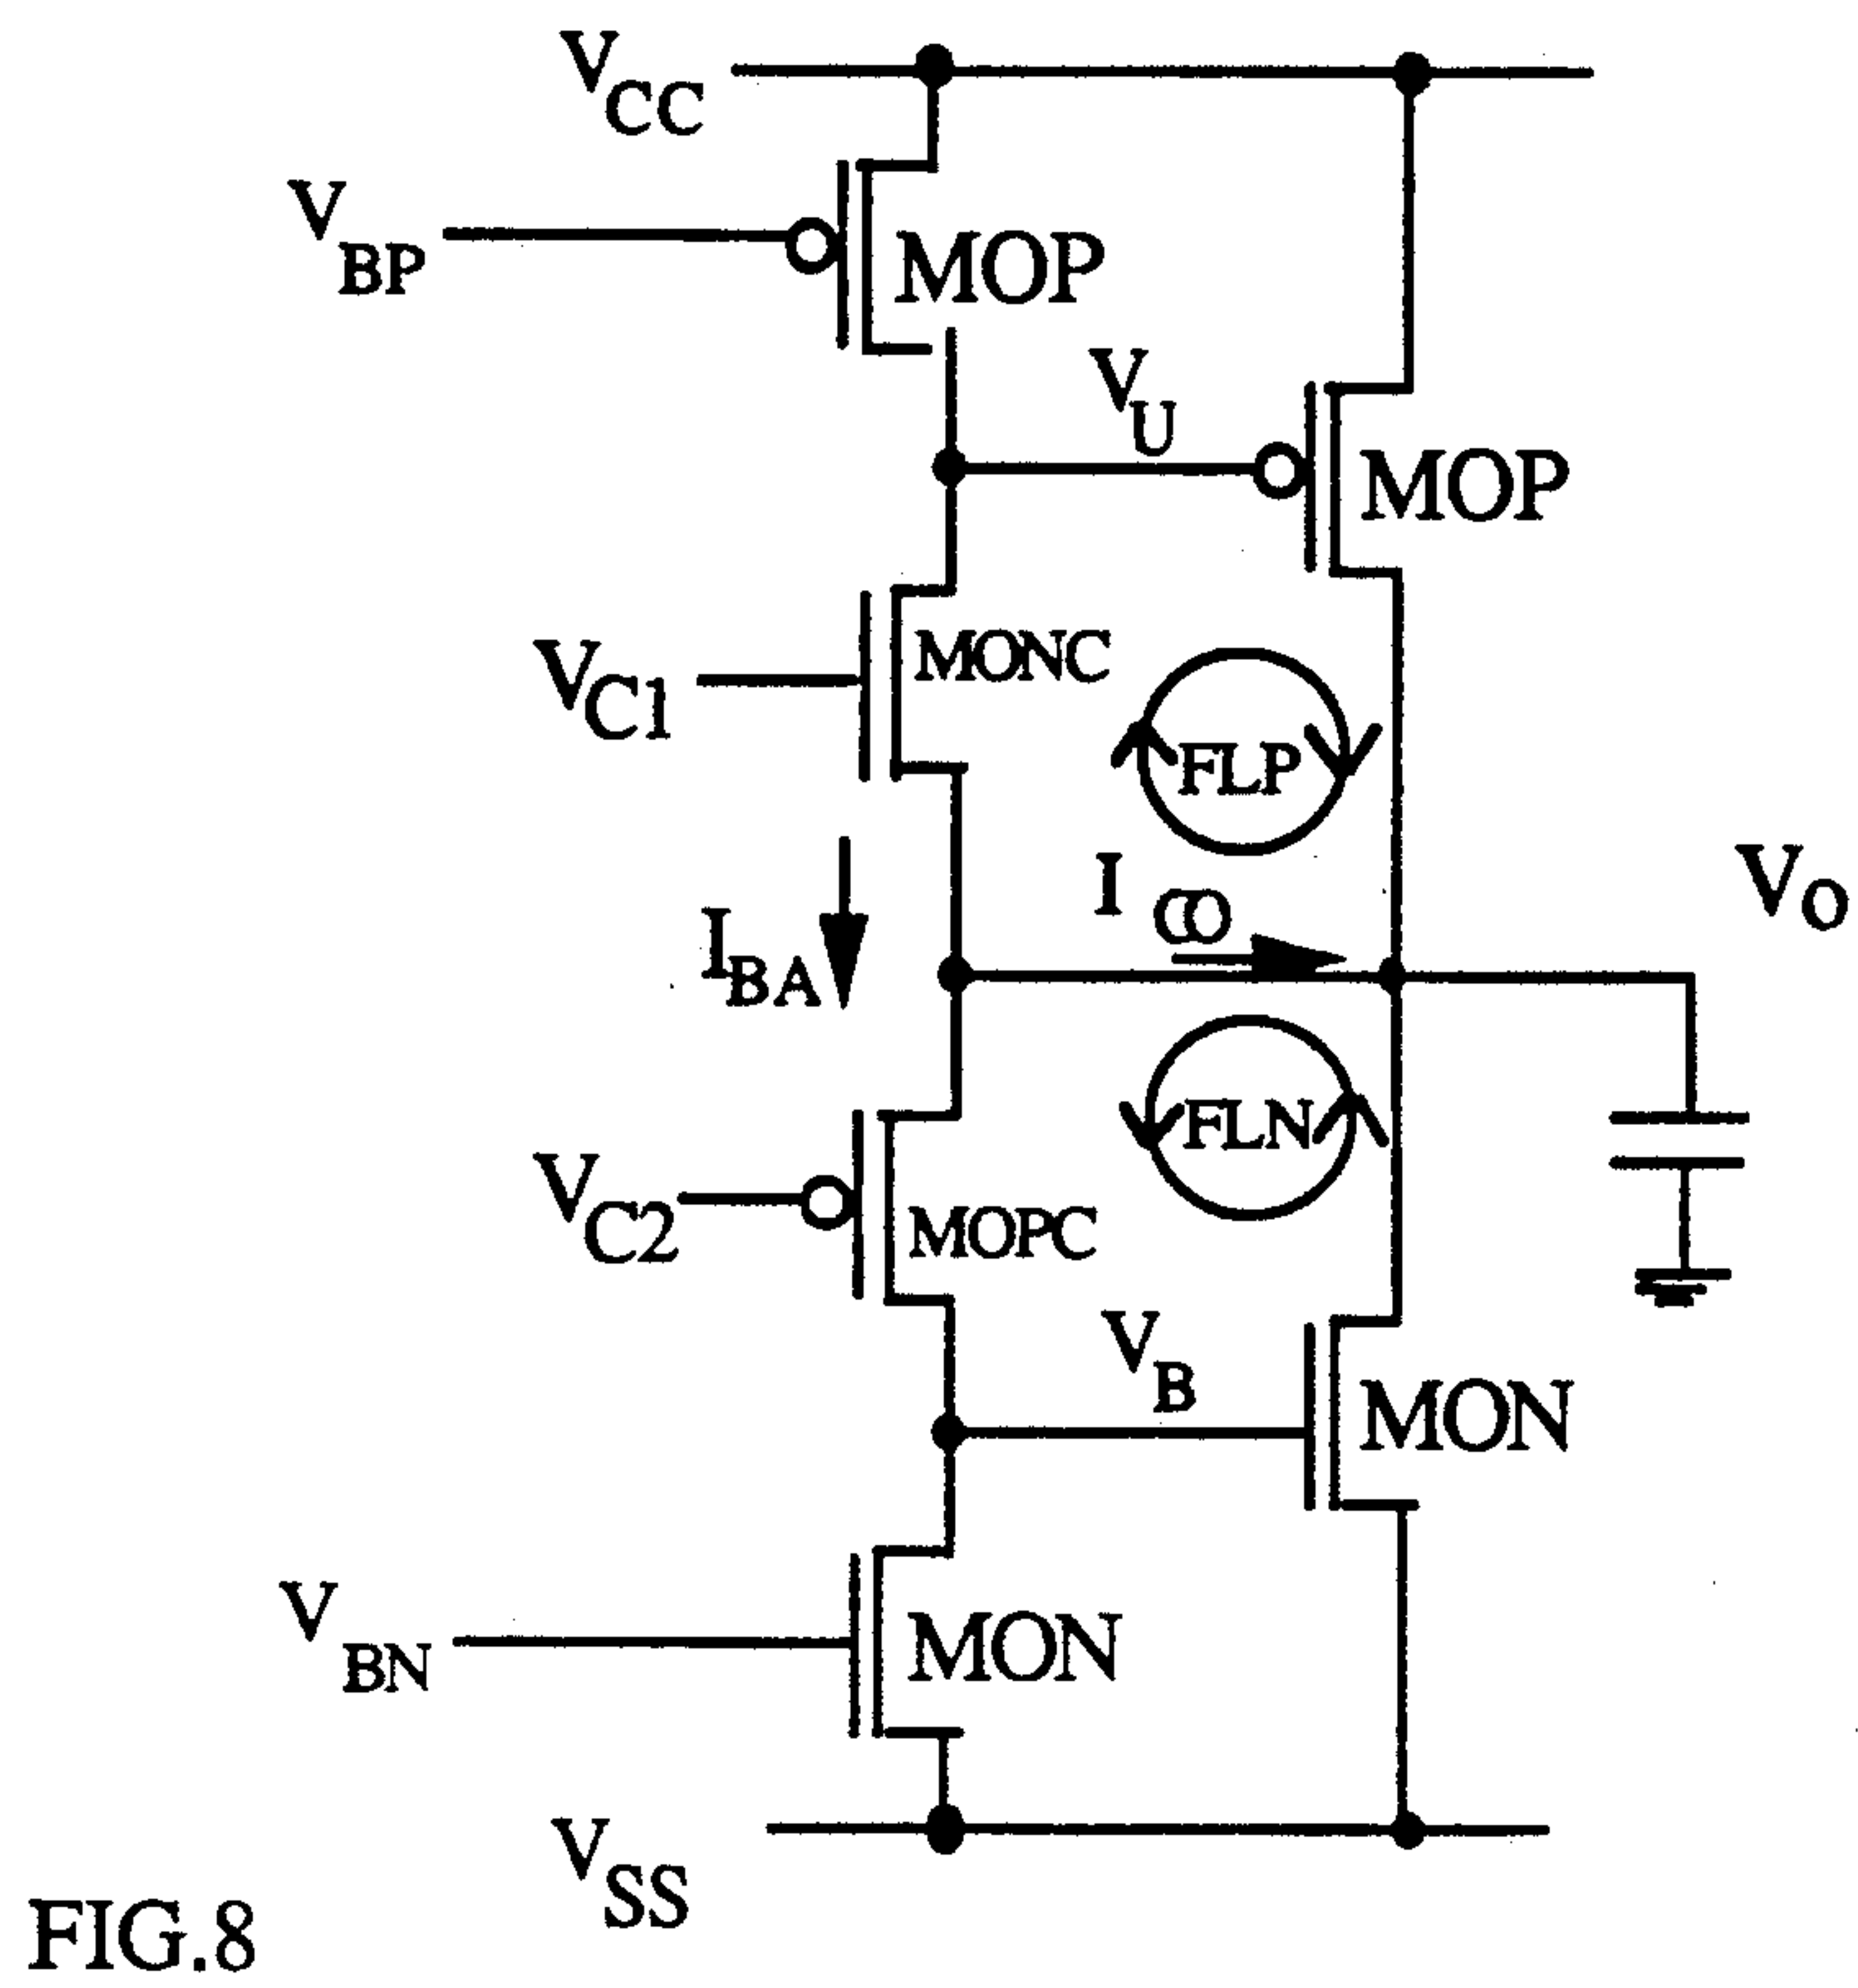 VCC
VBP
MOP
VU
MOP
VC1
MONC
FLP
IBA
IOO
VO
VC2
MOPC
FLN
VB
MON
VBN
MON
VSS
FIG.8